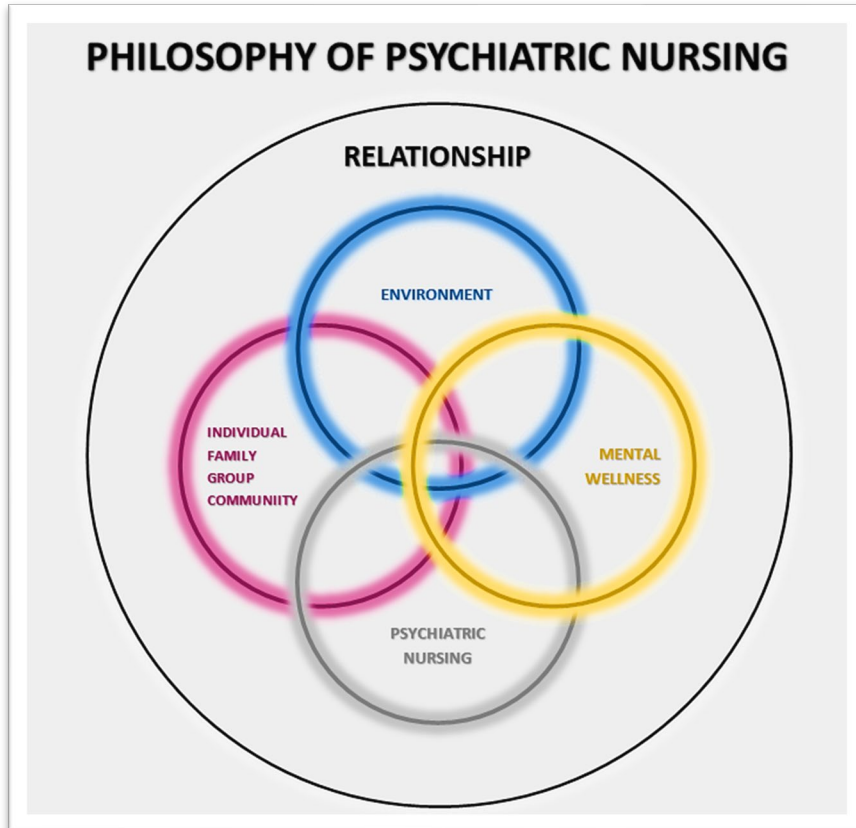 PHILOSOPHY OF PSYCHIATRIC NURSING
RELATIONSHIP
ENVIRONMENT
INDIVIDUAL
FAMILY
GROUP
COMMUNIITY
MENTAL
WELLNESS
PSYCHIATRIC
NURSING